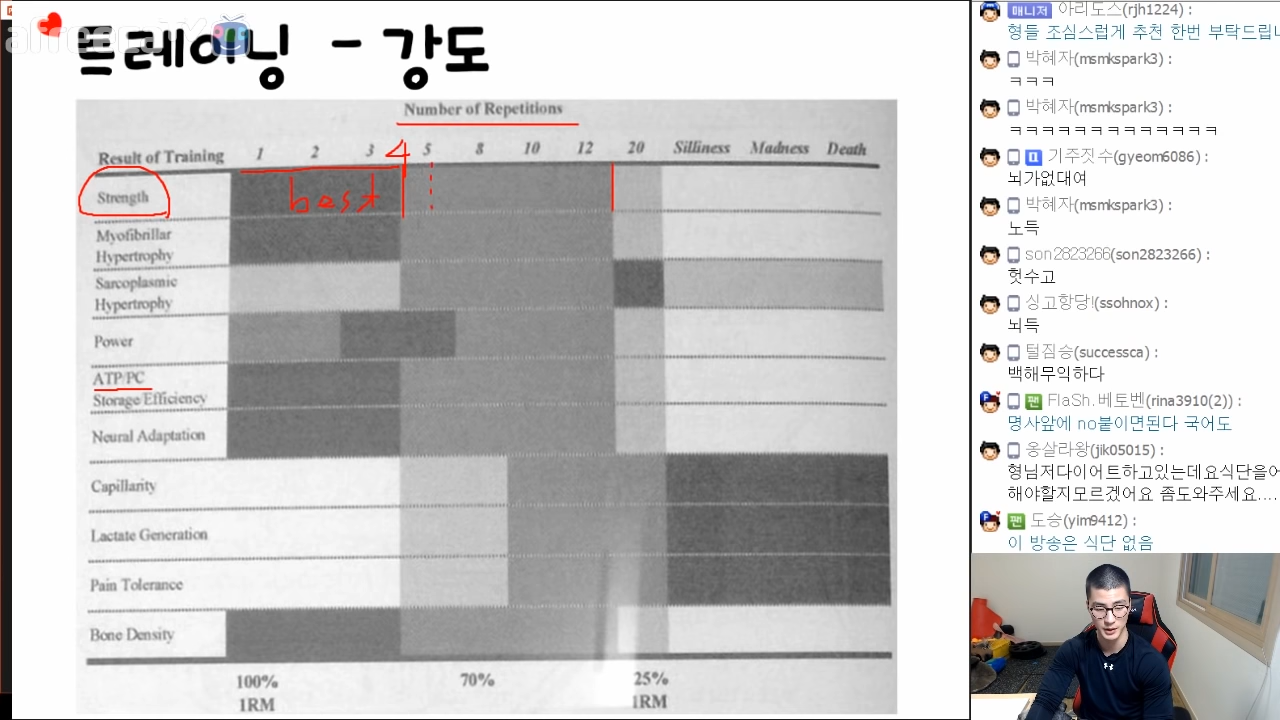 afreecaTV
트레이닝 - 강도
Number of Repetitions
Result of Training 1 2 3 4 5 8 10 12 20 Silliness Madness Death
Strength best
Myofibrillar
Hypertrophy
Sarcoplasmic
Hypertrophy
Power
ATP/PC
Storage/Efficiency
Neural Adaptation
Capillarity
Lactate Generation
Pain Tolerance
Bone Density
100% 70% 25%
1RM 1RM
매니저 아리도스(rjh1224) :
형들 조심스럽게 추천 한번 부탁드립니
박혜자(msmkspark3) :
ㅋㅋㅋ
박혜자(msmkspark3) :
ㅋㅋㅋㅋㅋㅋㅋㅋㅋㅋㅋㅋㅋ
기주짓수(gyeom6086) :
뇌가없대여
박혜자(msmkspark3) :
노득
son2823266(son2823266) :
헛수고
싱고항당!(seohnox) :
뇌득
털짐승(successca) :
백해무익하다
팬 FlaSh.베토벤(rina3910(2)) :
명사앞에 no붙이면된다 국어도
옹살라왕(jik05015) :
형님저다이어트하고있는데요식단을어
해야할지모르겠어요 좀도와주세요....
팬 도승(yim9412) :
이 방송은 식단 없음